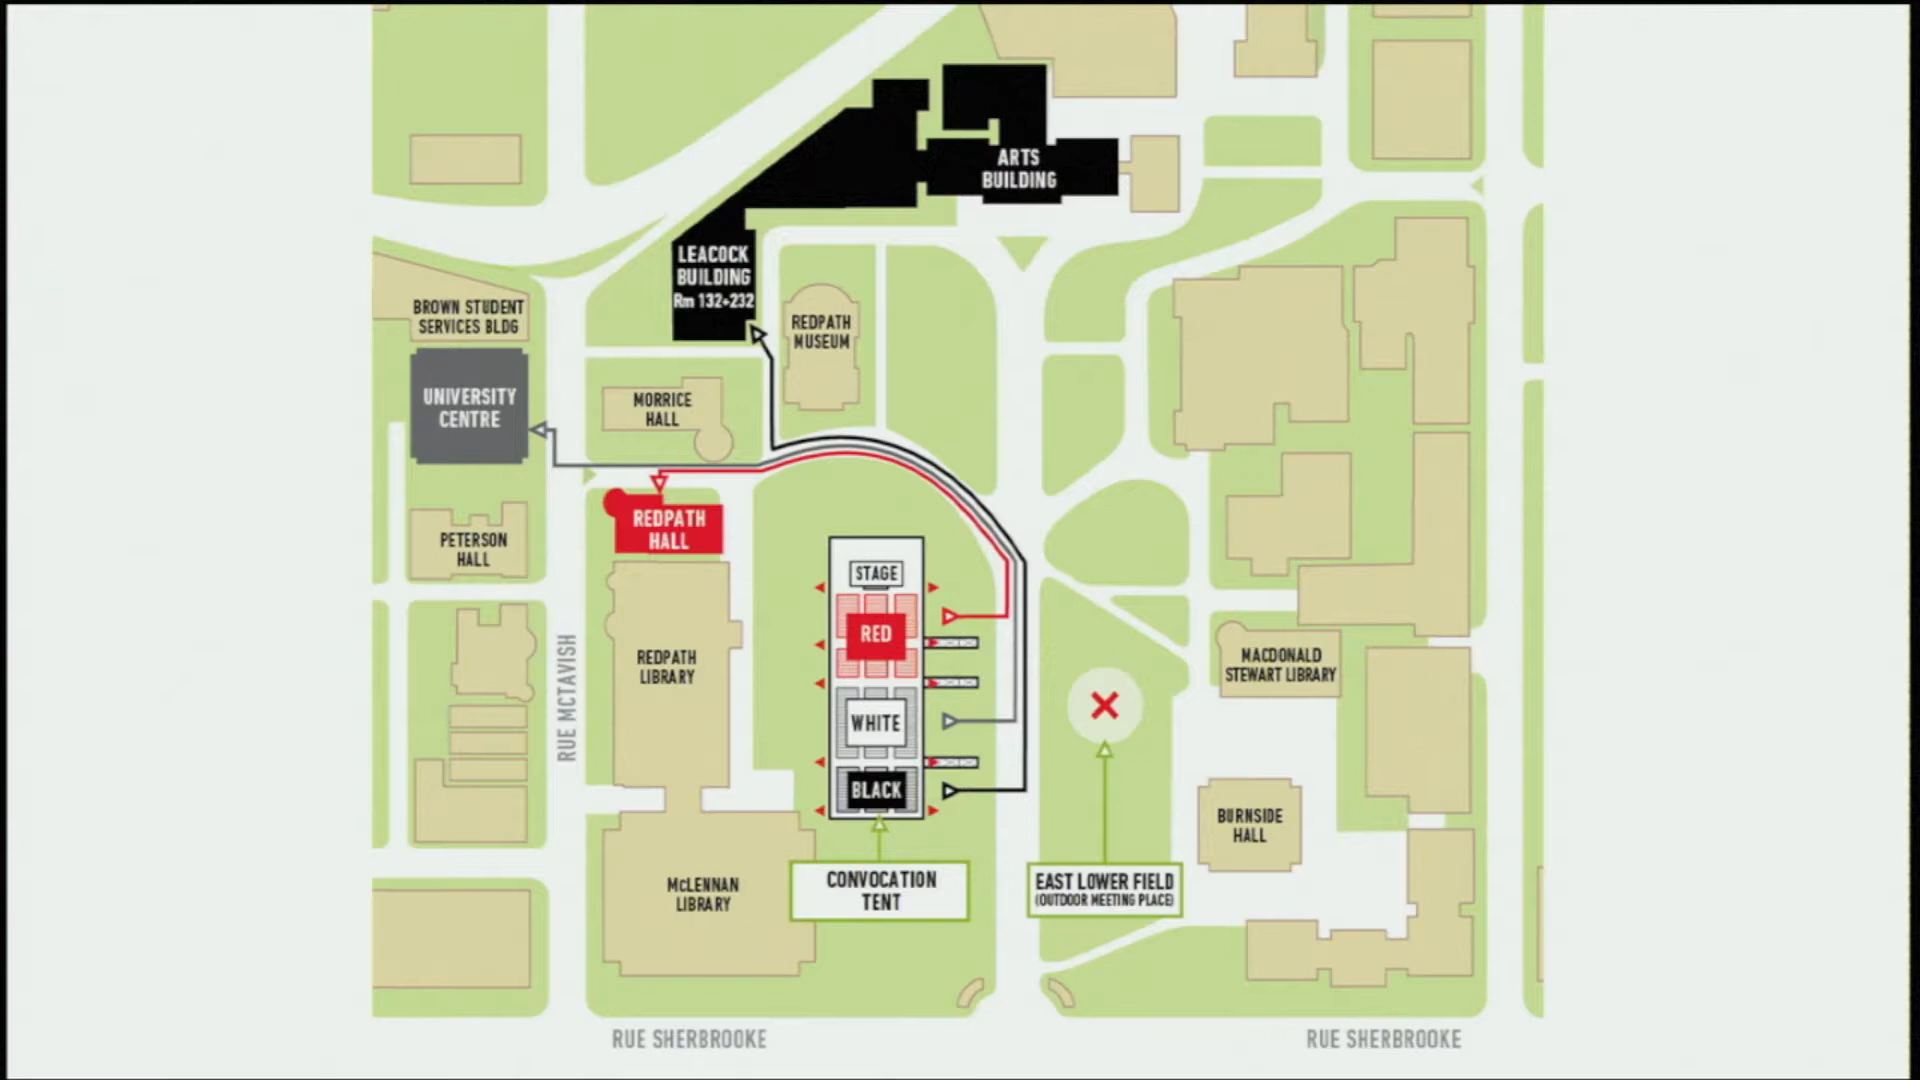 ARTS
BUILDING
LEACOCK
BUILDING
Rm 132+232
BROWN STUDENT
SERVICES BLDG
REDPATH
MUSEUM
UNIVERSITY
CENTRE
MORRICE
HALL
REDPATH
HALL
PETERSON
HALL
STAGE
RED
REDPATH
LIBRARY
MACDONALD
STEWART LIBRARY
RUE MCTAVISH
WHITE
BLACK
BURNSIDE
HALL
CONVOCATION
TENT
EAST LOWER FIELD
(OUTDOOR MEETING PLACE)
McLENNAN
LIBRARY
RUE SHERBROOKE
RUE SHERBROOKE